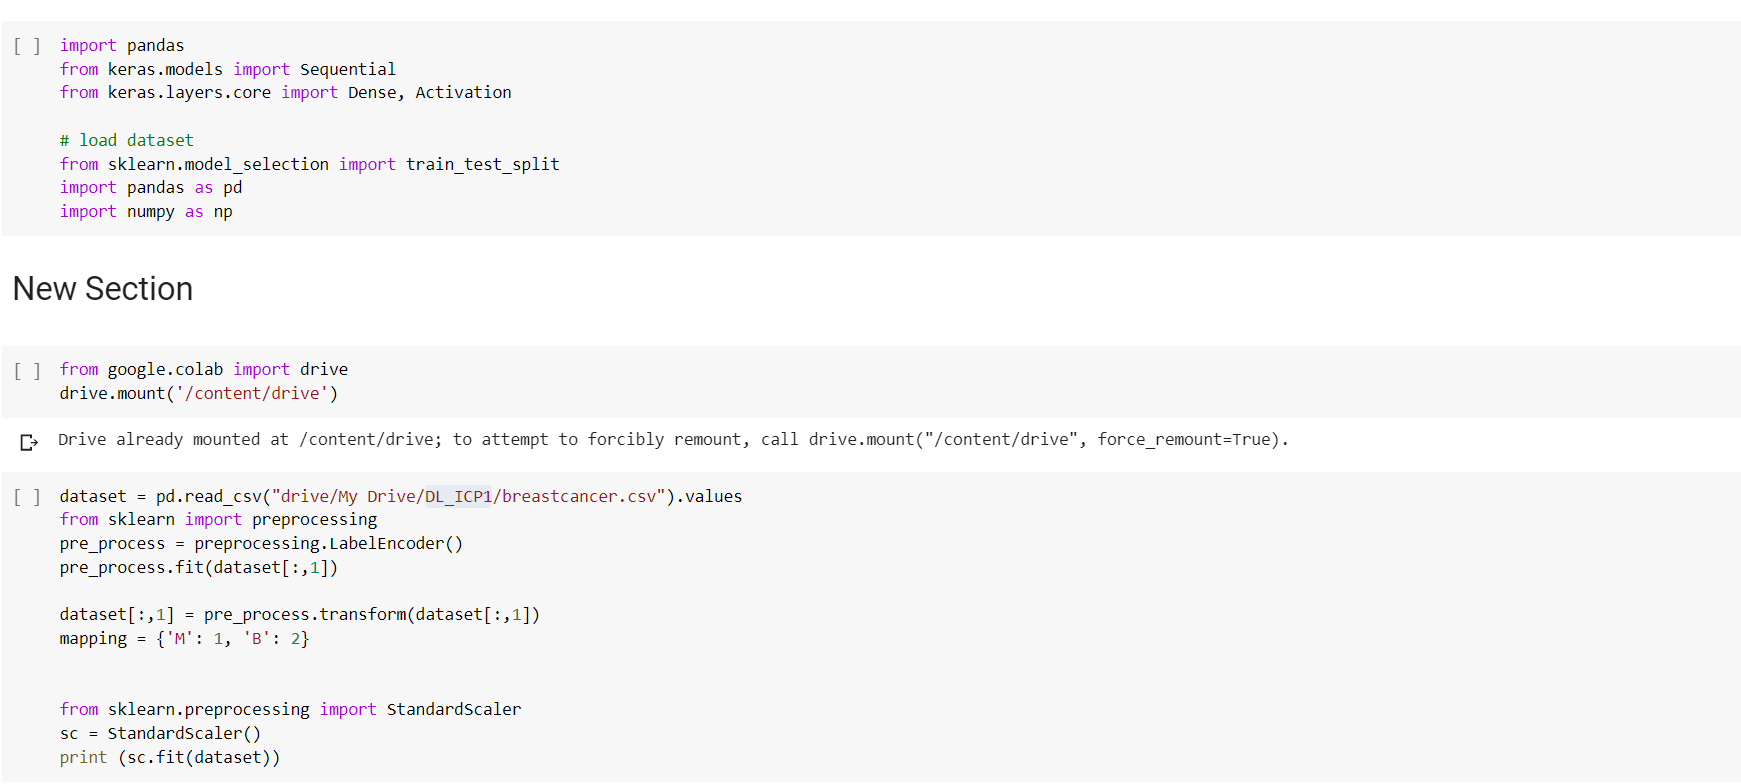 [ ] import pandas
from keras.models import Sequential
from keras.layers.core import Dense, Activation
# load dataset
from sklearn.model_selection import train_test_split
import pandas as pd
import numpy as np
New Section
[ ] from google.colab import drive
drive.mount('/content/drive')
Drive already mounted at /content/drive; to attempt to forcibly remount, call drive.mount("/content/drive", force_remount=True).
[ ] dataset = pd.read_csv("drive/My Drive/DL_ICP1/breastcancer.csv").values
from sklearn import preprocessing
pre_process = preprocessing.LabelEncoder()
pre_process.fit(dataset[:,1])
dataset[:,1] = pre_process.transform(dataset[:,1])
mapping = {'M': 1, 'B': 2}
from sklearn.preprocessing import StandardScaler
sc = StandardScaler()
print (sc.fit(dataset))